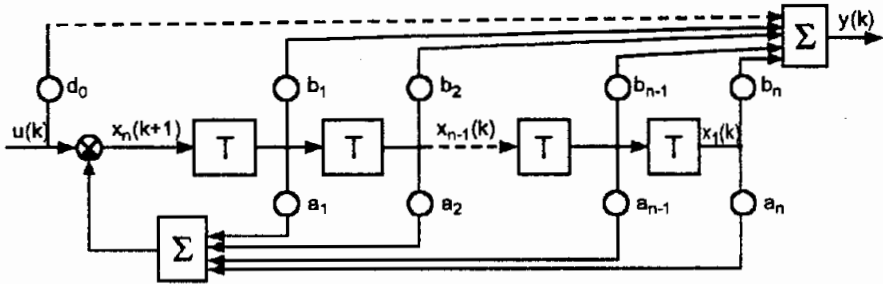 Σ
y(k)
d₀
b₁
b₂
bₙ₋₁
bₙ
u(k)
xₙ(k+1)
T
T
xₙ₋₁(k)
T
T
x₁(k)
a₁
a₂
aₙ₋₁
aₙ
Σ